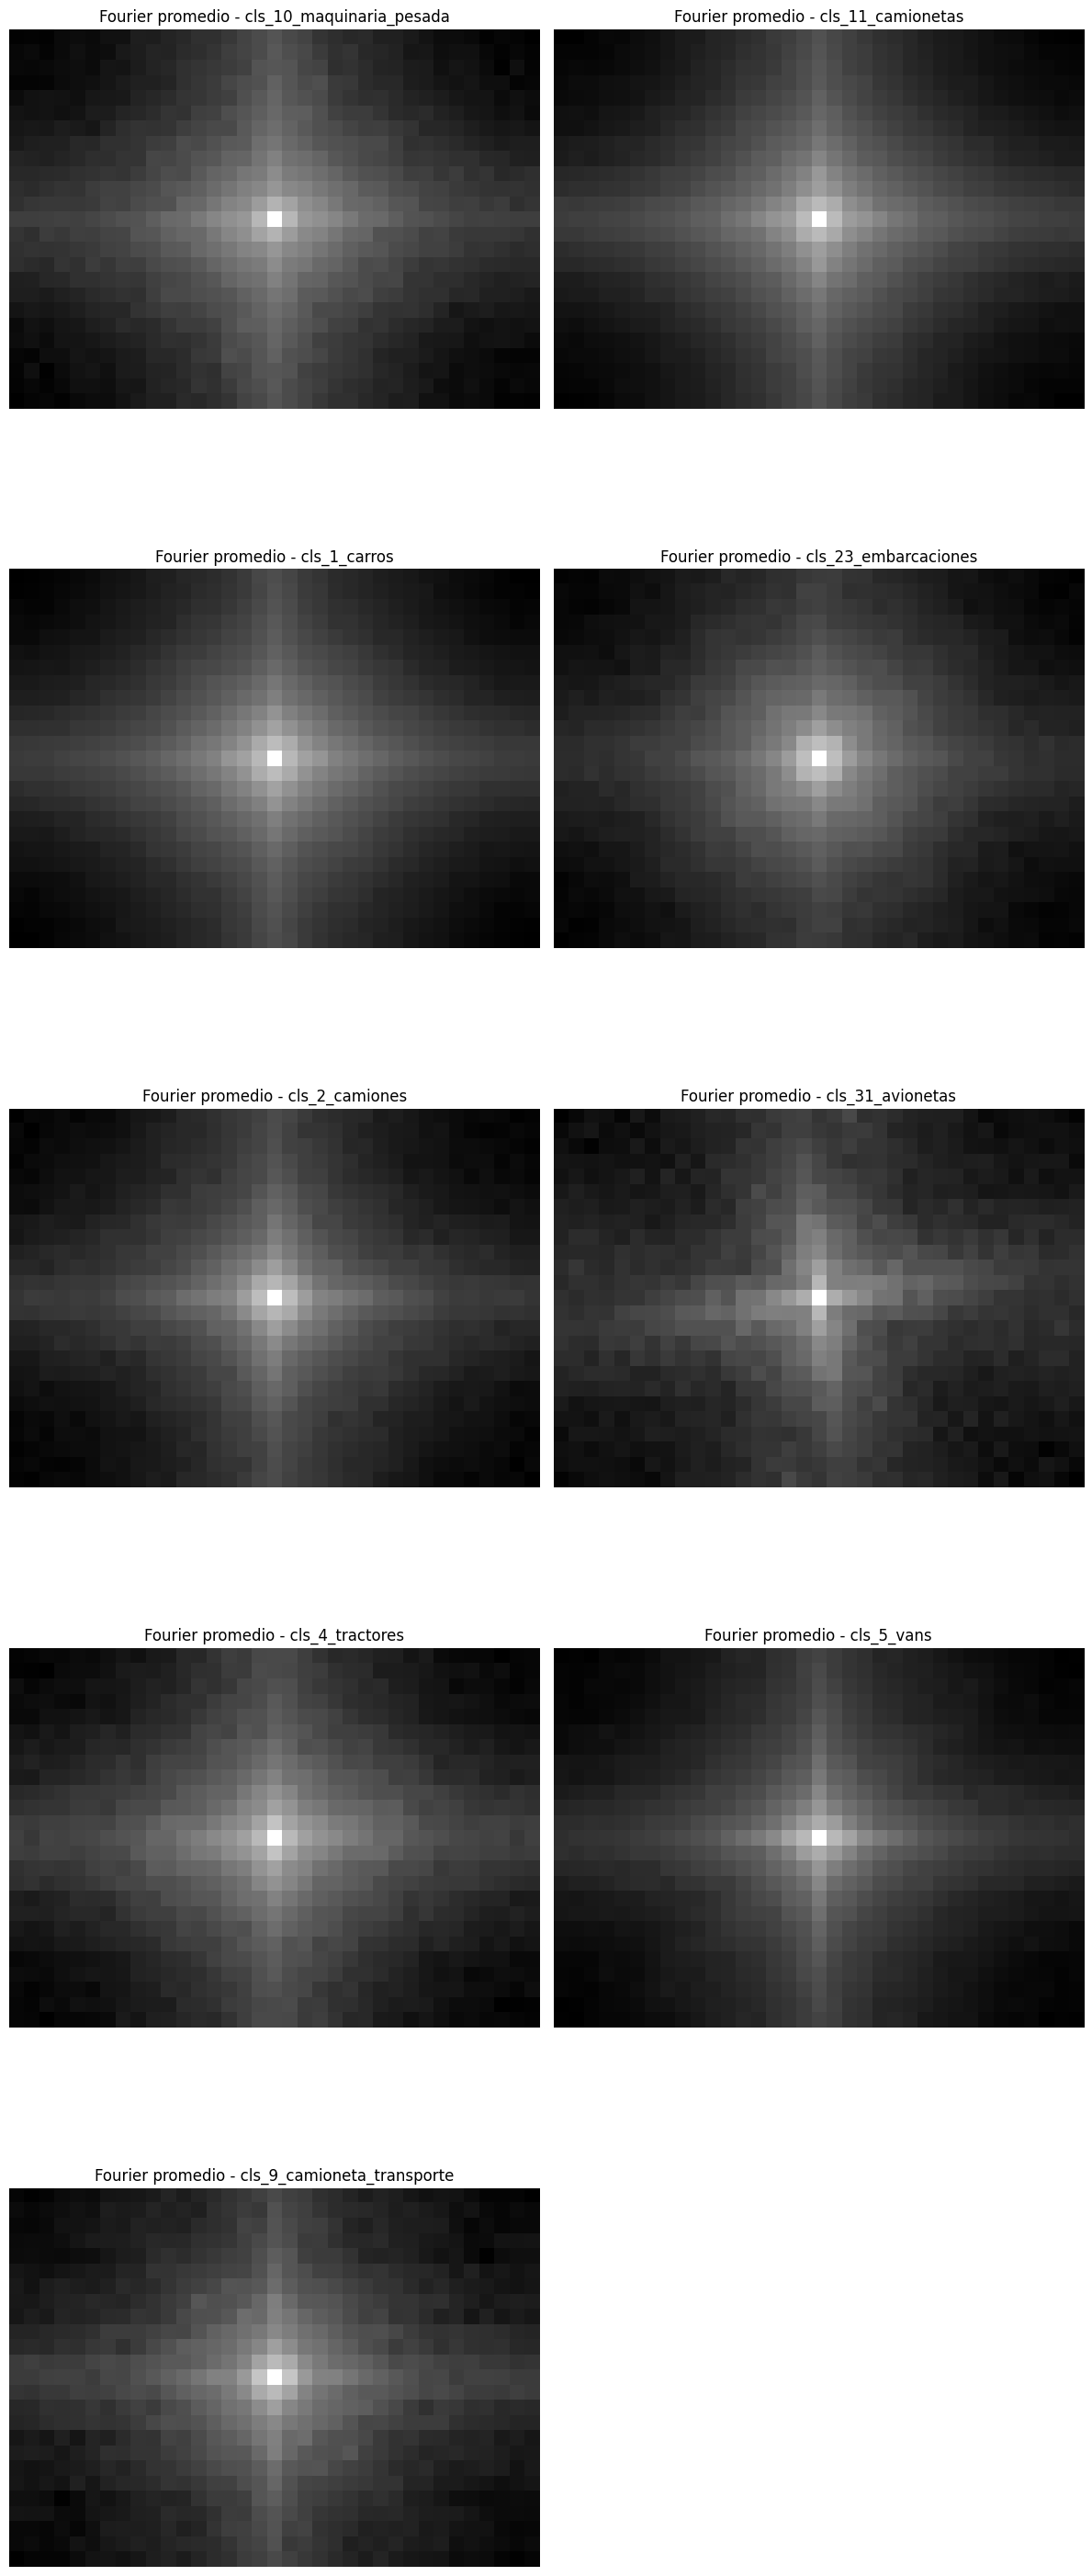 Fourier promedio - cls_10_maquinaria_pesada
Fourier promedio - cls_11_camionetas
Fourier promedio - cls_1_carros
Fourier promedio - cls_23_embarcaciones
Fourier promedio - cls_2_camiones
Fourier promedio - cls_31_avionetas
Fourier promedio - cls_4_tractores
Fourier promedio - cls_5_vans
Fourier promedio - cls_9_camioneta_transporte